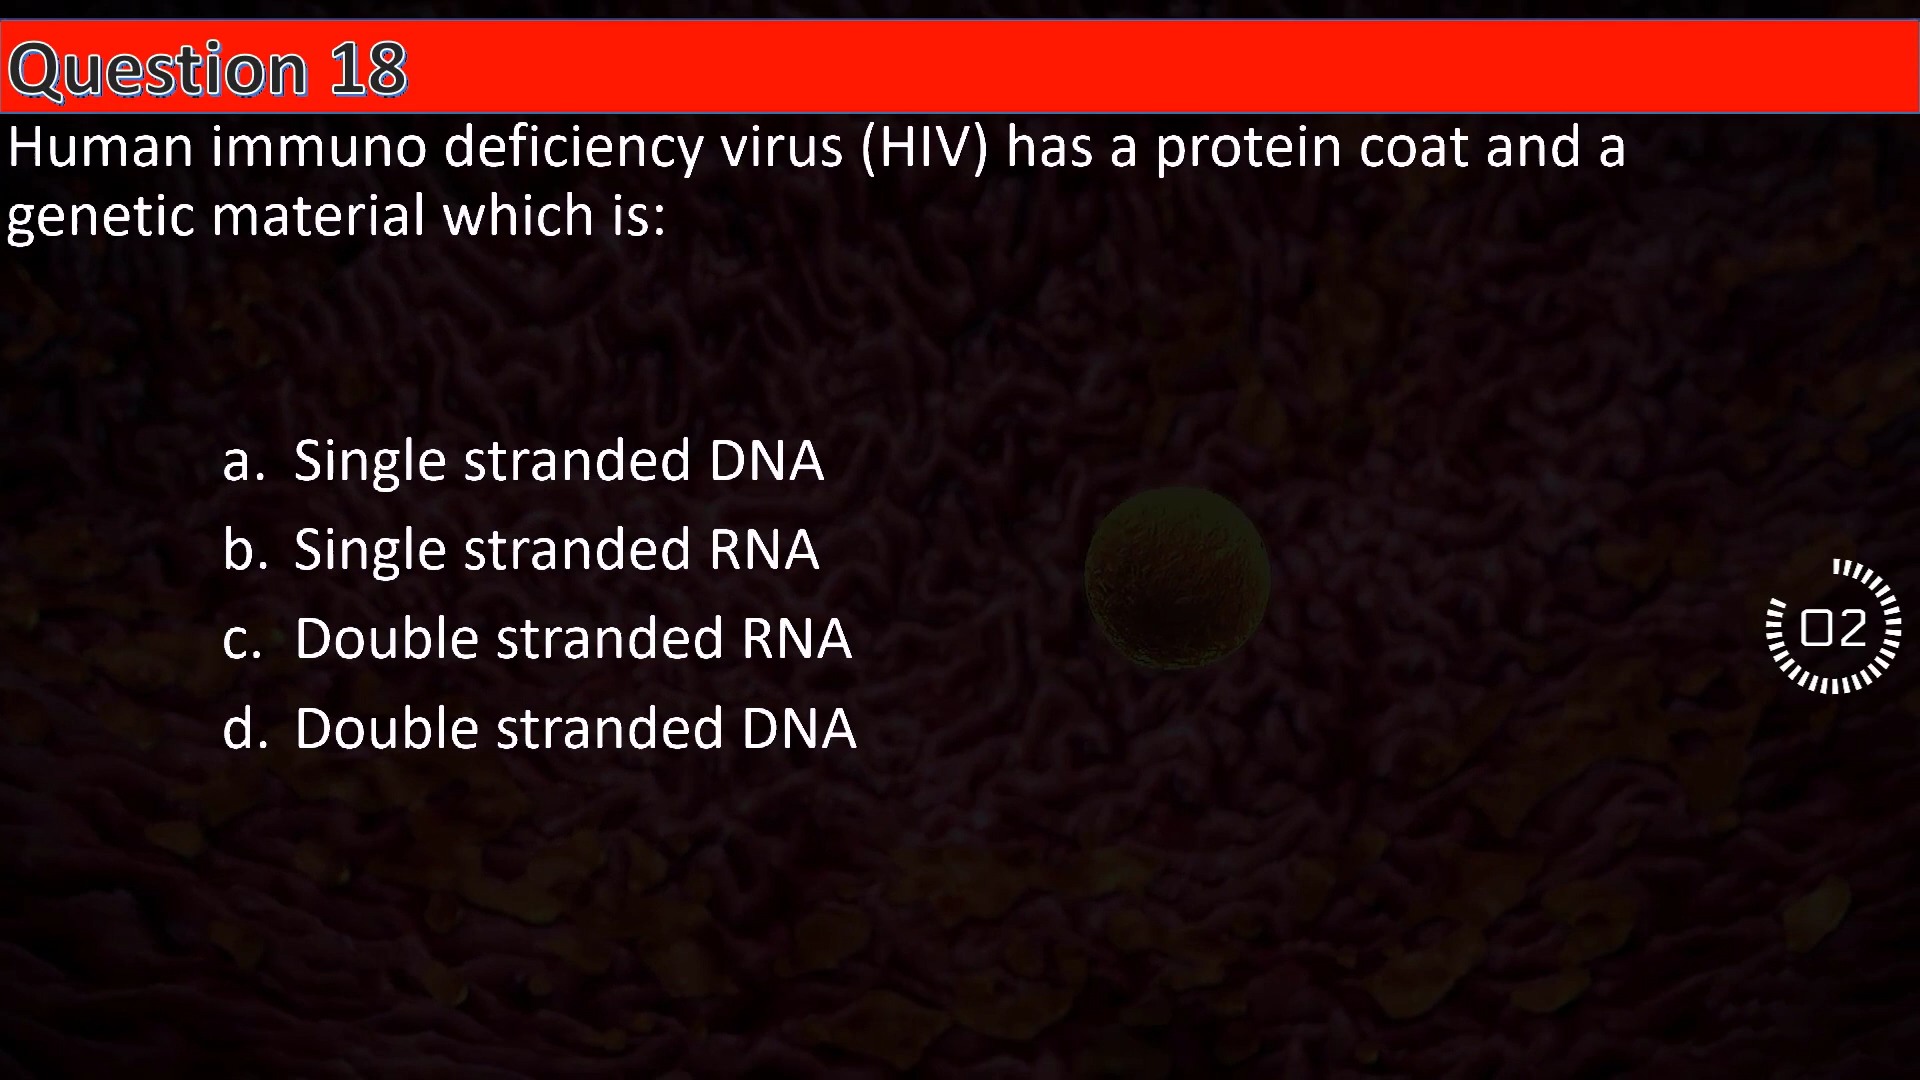 Question 18
Human immuno deficiency virus (HIV) has a protein coat and a
genetic material which is:
a. Single stranded DNA
b. Single stranded RNA
c. Double stranded RNA
d. Double stranded DNA
02